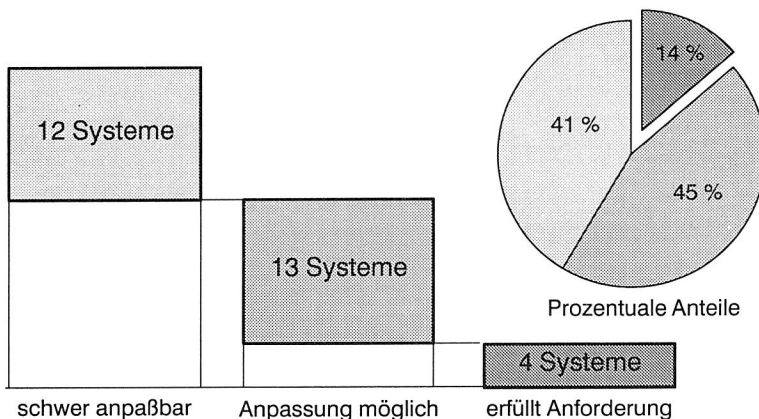 14 %
12 Systeme
41 %
45 %
13 Systeme
Prozentuale Anteile
4 Systeme
schwer anpaßbar
Anpassung möglich
erfüllt Anforderung